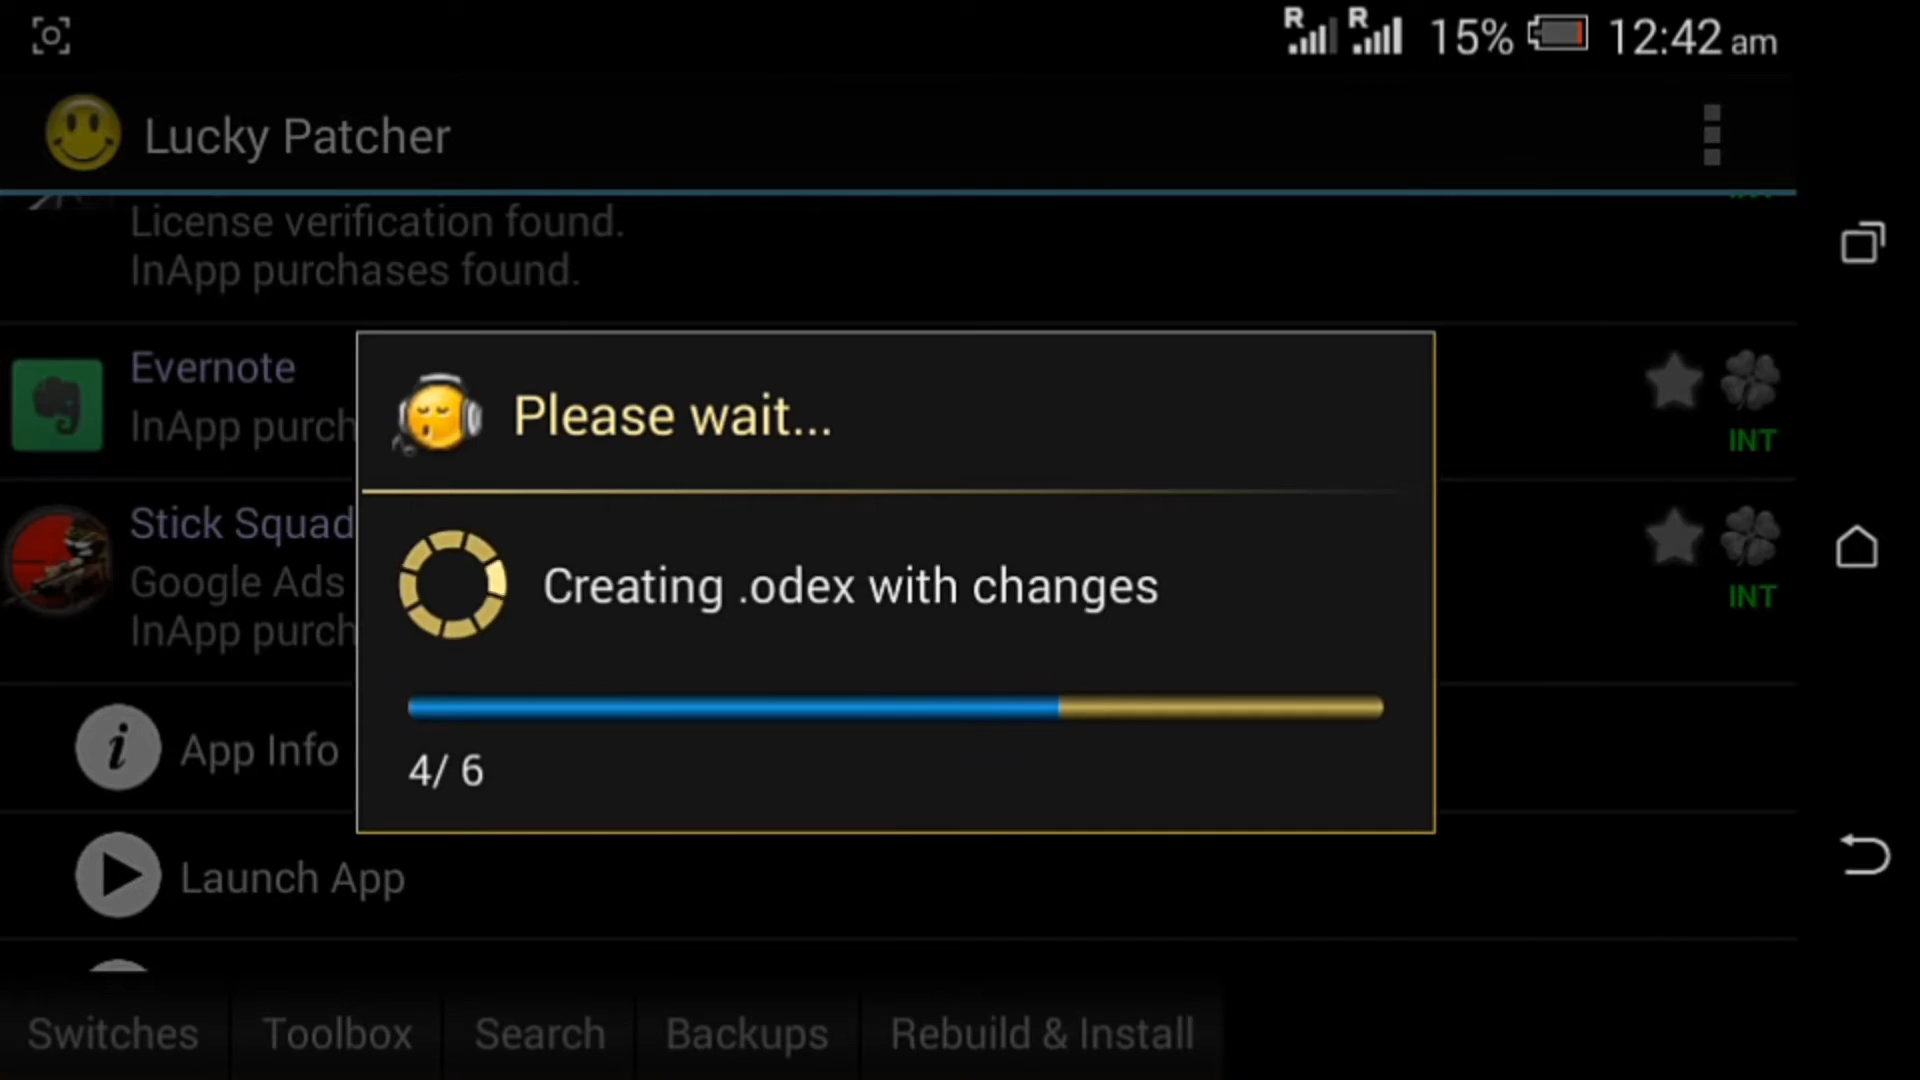 R R 15% 12:42 am
Lucky Patcher
License verification found.
InApp purchases found.
Evernote
InApp purch
INT
Stick Squad
Google Ads
InApp purch
INT
Please wait...
Creating .odex with changes
4/ 6
App Info
Launch App
Switches Toolbox Search Backups Rebuild & Install